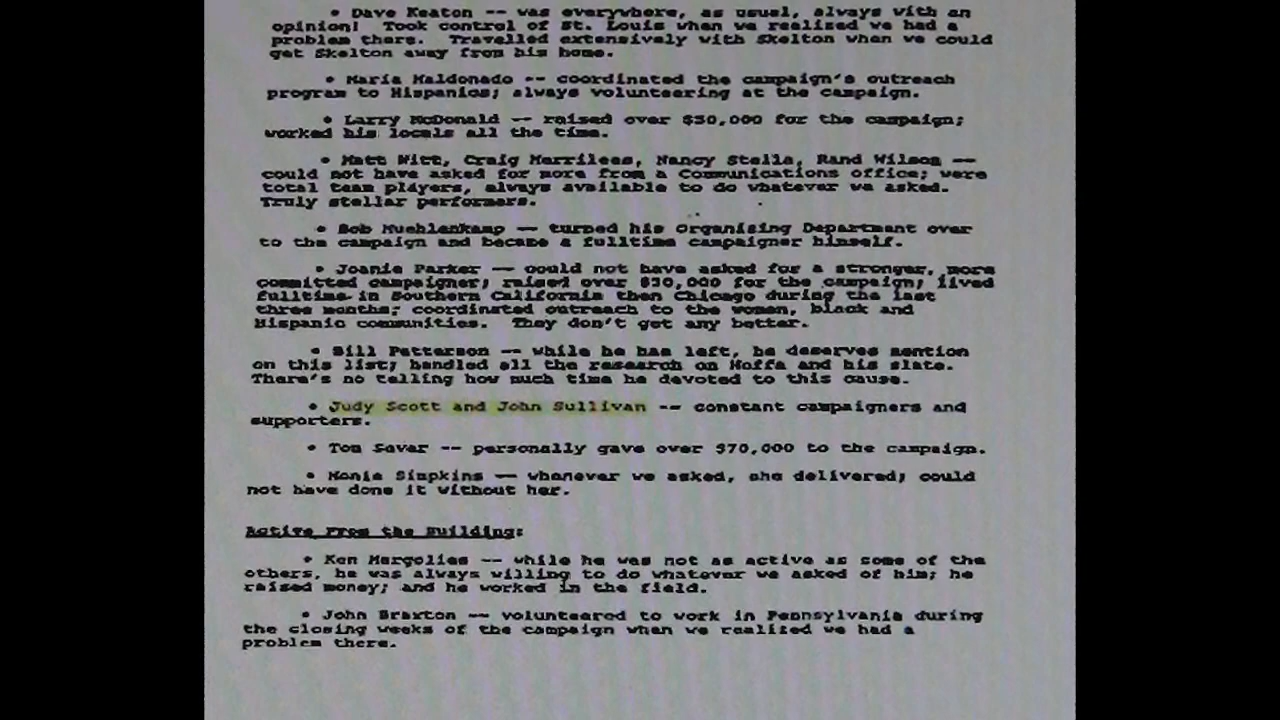 • Dave Keaton -- was everywhere, as usual, always with an
opinion! Took control of St. Louis when we realized we had a
problem there. Travelled extensively with Skelton when we could
get Skelton away from his home.
• Maria Maldonado -- coordinated the campaign's outreach
program to Hispanics; always volunteering at the campaign.
• Larry McDonald -- raised over $50,000 for the campaign;
worked his locals all the time.
• Matt Witt, Craig Merrilees, Nancy Stella, Rand Wilson --
could not have asked for more from a Communications office; were
total team players, always available to do whatever we asked.
Truly stellar performers.
• Bob Muehlenkamp -- turned his Organizing Department over
to the campaign and became a fulltime campaigner himself.
• Joanie Parker -- could not have asked for a stronger, more
committed campaigner; raised over for the campaign; lived
fulltime in Southern California then Chicago during the last
three months; coordinated outreach to the women, black and
Hispanic communities. They don't get any better.
• Bill Patterson -- while he has left, he deserves mention
on this list; handled all the research on Hoffa and his slate.
There's no telling how much time he devoted to this cause.
• Judy Scott and John Sullivan -- constant campaigners and
supporters.
• Tom Sever -- personally gave over $70,000 to the campaign.
• Simpkins -- whenever we asked, she delivered; could
not have done it without her.
Active From the Building:
• Ken Margolies -- while he was not as active as some of the
others, he was always willing to do whatever we asked of him; he
raised money; and he worked in the field.
• John Braxton -- volunteered to work in Pennsylvania during
the closing weeks of the campaign when we realized we had a
problem there.